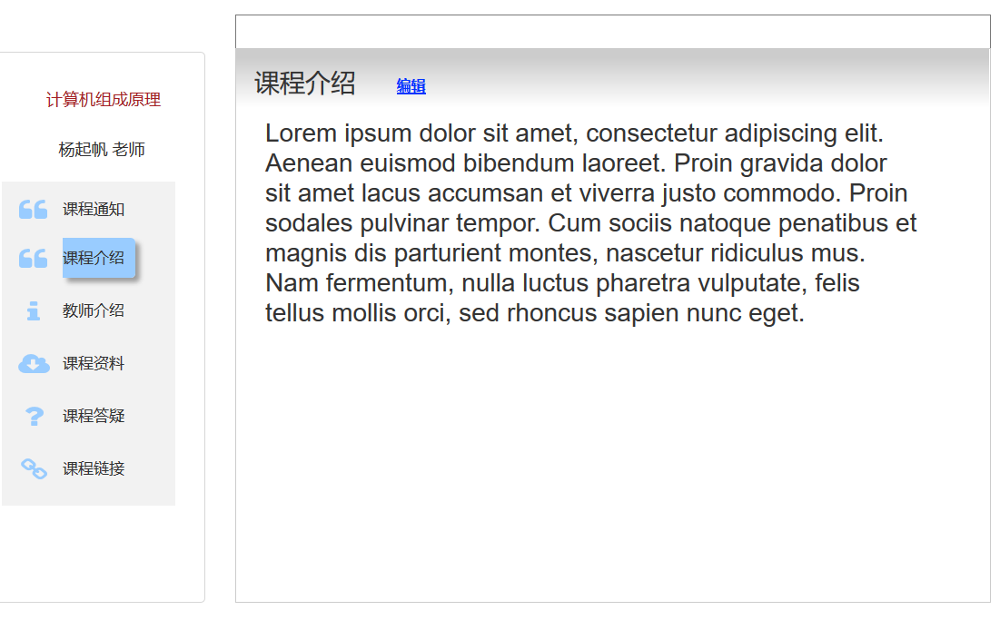 计算机组成原理
杨起帆 老师
课程通知
课程介绍
教师介绍
课程资料
课程答疑
课程链接
课程介绍 编辑
Lorem ipsum dolor sit amet, consectetur adipiscing elit.
Aenean euismod bibendum laoreet. Proin gravida dolor
sit amet lacus accumsan et viverra justo commodo. Proin
sodales pulvinar tempor. Cum sociis natoque penatibus et
magnis dis parturient montes, nascetur ridiculus mus.
Nam fermentum, nulla luctus pharetra vulputate, felis
tellus mollis orci, sed rhoncus sapien nunc eget.